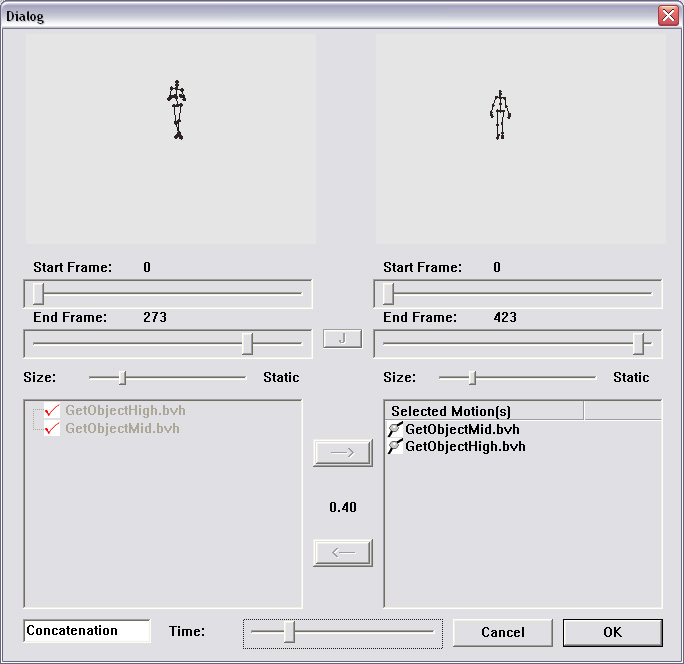 Dialog
Start Frame: 0
Start Frame: 0
End Frame: 273
J
End Frame: 423
Size: Static
Size: Static
GetObjectHigh.bvh
GetObjectMid.bvh
Selected Motion(s)
GetObjectMid.bvh
GetObjectHigh.bvh
-->
0.40
<--
Concatenation
Time:
Cancel
OK